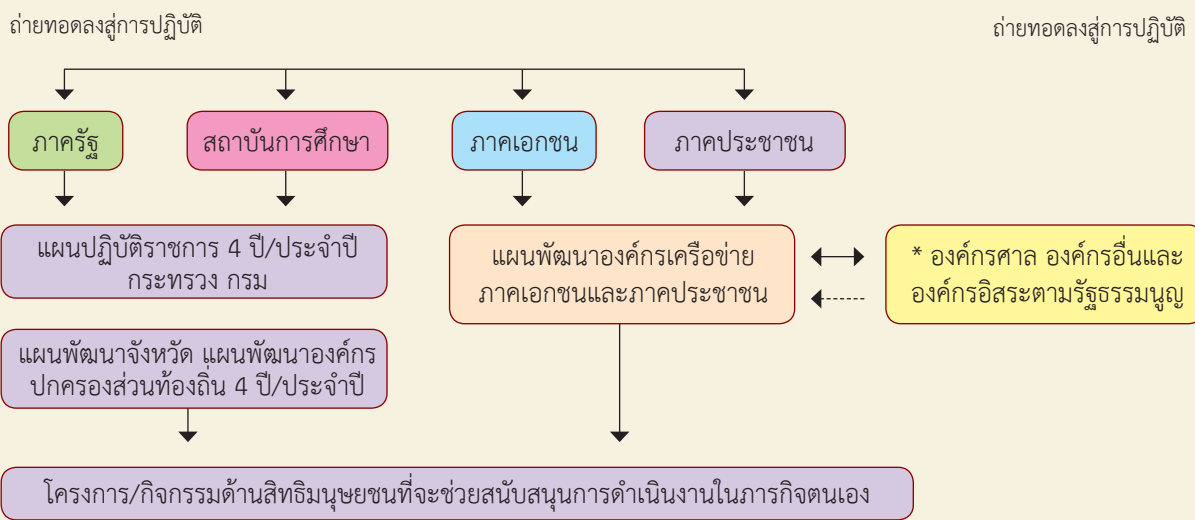 ถ่ายทอดลงสู่การปฏิบัติ
ถ่ายทอดลงสู่การปฏิบัติ
ภาครัฐ
สถาบันการศึกษา
ภาคเอกชน
ภาคประชาชน
แผนปฏิบัติราชการ 4 ปี/ประจำปี
กระทรวง กรม
แผนพัฒนาองค์กรเครือข่าย
ภาคเอกชนและภาคประชาชน
* องค์กรศาล องค์กรอื่นและ
องค์กรอิสระตามรัฐธรรมนูญ
แผนพัฒนาจังหวัด แผนพัฒนาองค์กร
ปกครองส่วนท้องถิ่น 4 ปี/ประจำปี
โครงการ/กิจกรรมด้านสิทธิมนุษยชนที่จะช่วยสนับสนุนการดำเนินงานในภารกิจตนเอง